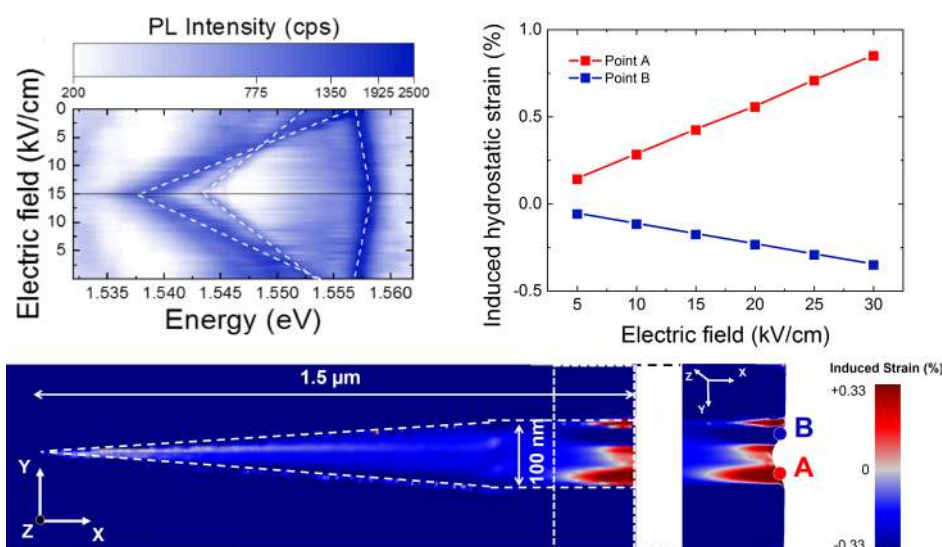 PL Intensity (cps)
200 775 1350 1925 2500
Electric field (kV/cm)
0
5
10
15
10
5
1.535 1.540 1.545 1.550 1.555 1.560
Energy (eV)
Induced hydrostatic strain (%)
1.0
0.5
0.0
-0.5
Point A
Point B
5 10 15 20 25 30
Electric field (kV/cm)
1.5 µm
100 nm
Y
Z X
Z X
Y
B
A
Induced Strain (%)
+0.33
0
-0.33